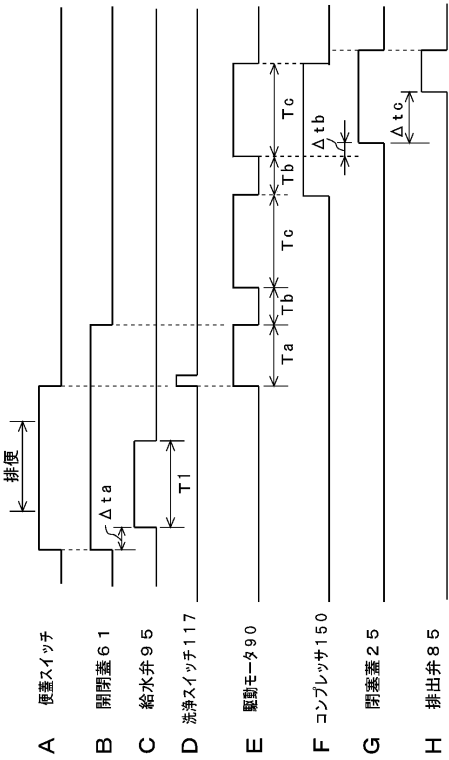 A 便蓋スイッチ
B 開閉蓋61
C 給水弁95
D 洗浄スイッチ117
E 駆動モータ90
F コンプレッサ150
G 閉塞蓋25
H 排出弁85
排便
Δta
T1
Ta
Tb
Tc
Tb
Tc
Δtb
Δtc